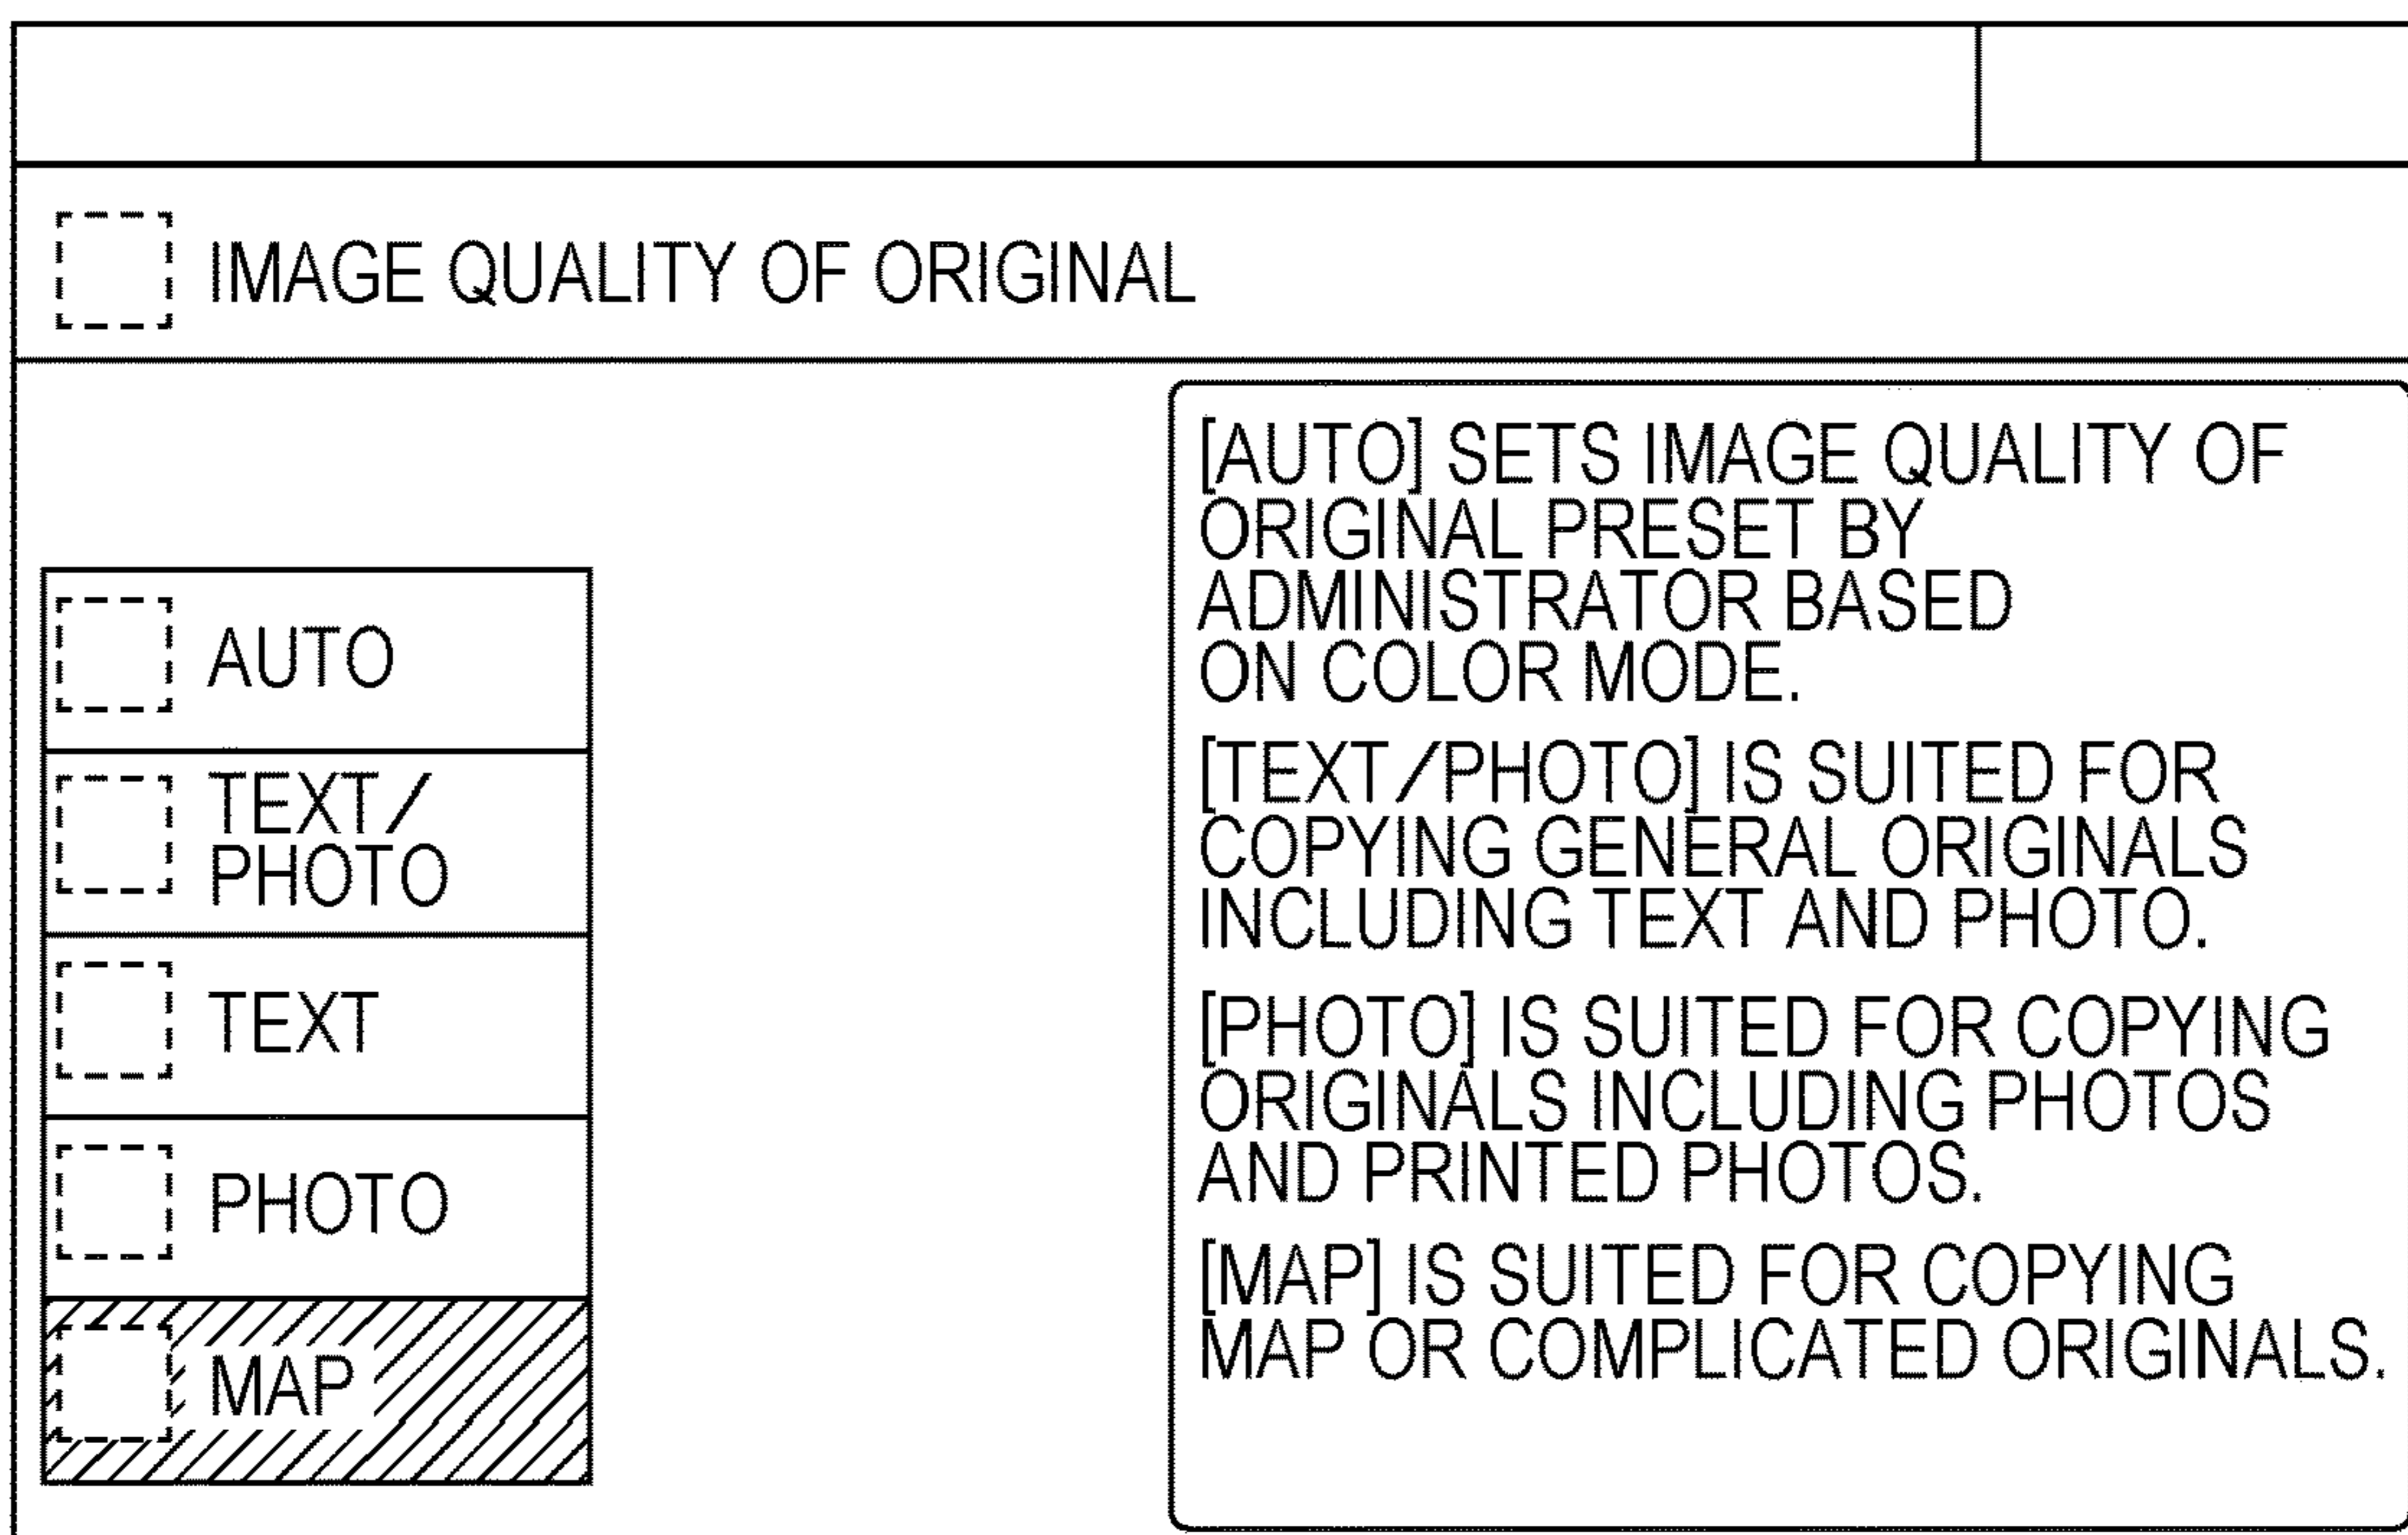 IMAGE QUALITY OF ORIGINAL
AUTO
TEXT/
PHOTO
TEXT
PHOTO
MAP
[AUTO] SETS IMAGE QUALITY OF
ORIGINAL PRESET BY
ADMINISTRATOR BASED
ON COLOR MODE.
[TEXT/PHOTO] IS SUITED FOR
COPYING GENERAL ORIGINALS
INCLUDING TEXT AND PHOTO.
[PHOTO] IS SUITED FOR COPYING
ORIGINALS INCLUDING PHOTOS
AND PRINTED PHOTOS.
[MAP] IS SUITED FOR COPYING
MAP OR COMPLICATED ORIGINALS.